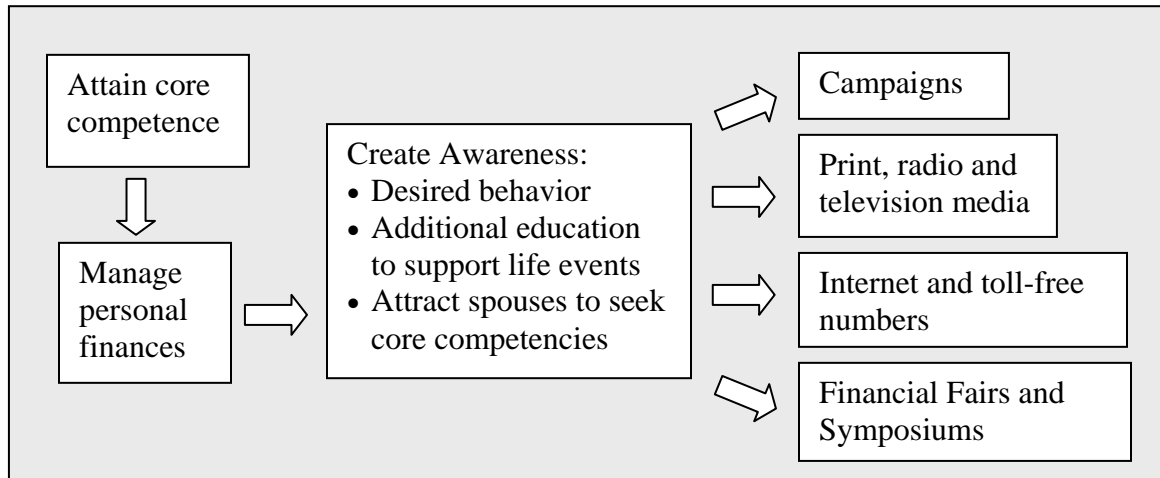 Attain core
competence
Manage
personal
finances
Create Awareness:
• Desired behavior
• Additional education
to support life events
• Attract spouses to seek
core competencies
Campaigns
Print, radio and
television media
Internet and toll-free
numbers
Financial Fairs and
Symposiums